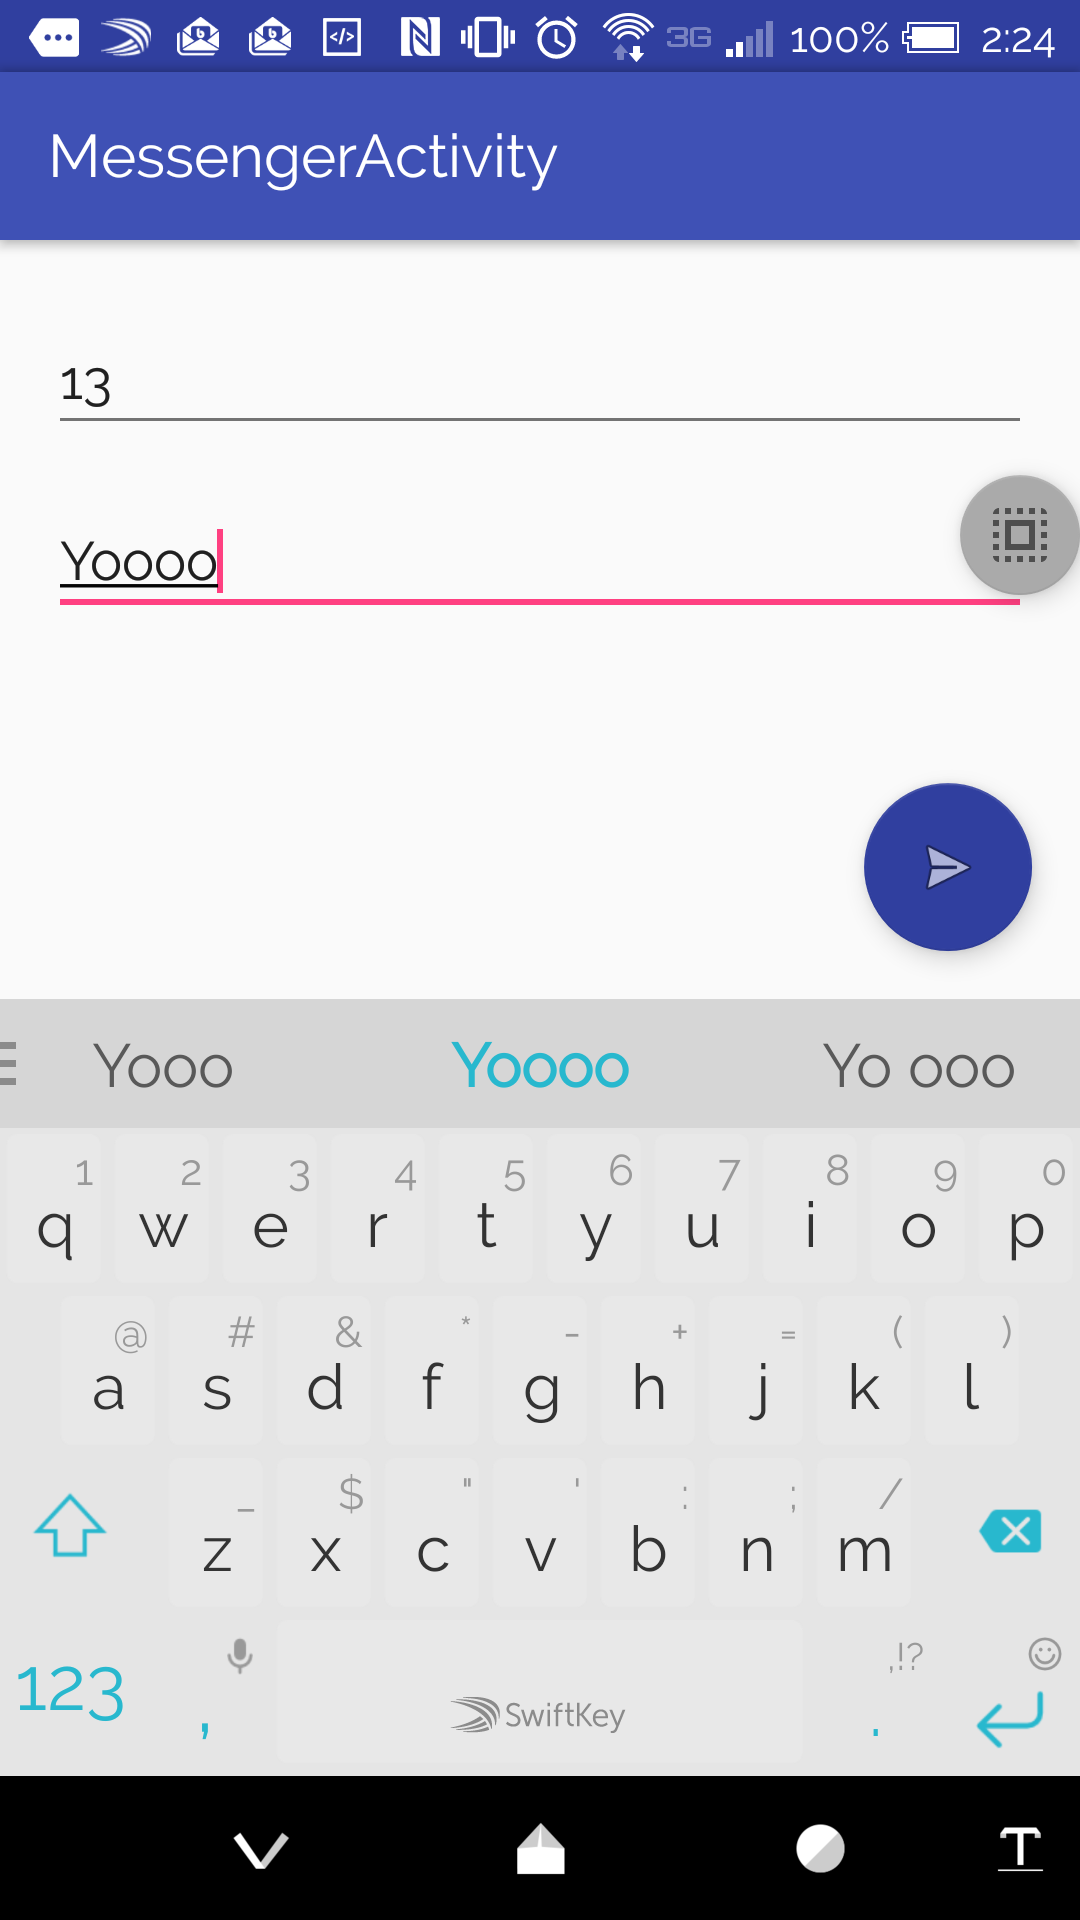 3G 100% 2:24
MessengerActivity
13
Yoooo
Yooo Yoooo Yo ooo
1 2 3 4 5 6 7 8 9 0
q w e r t y u i o p
@ # & * - + = ( )
a s d f g h j k l
_ $ " ' : ; /
z x c v b n m
,!?
123 , SwiftKey .
T